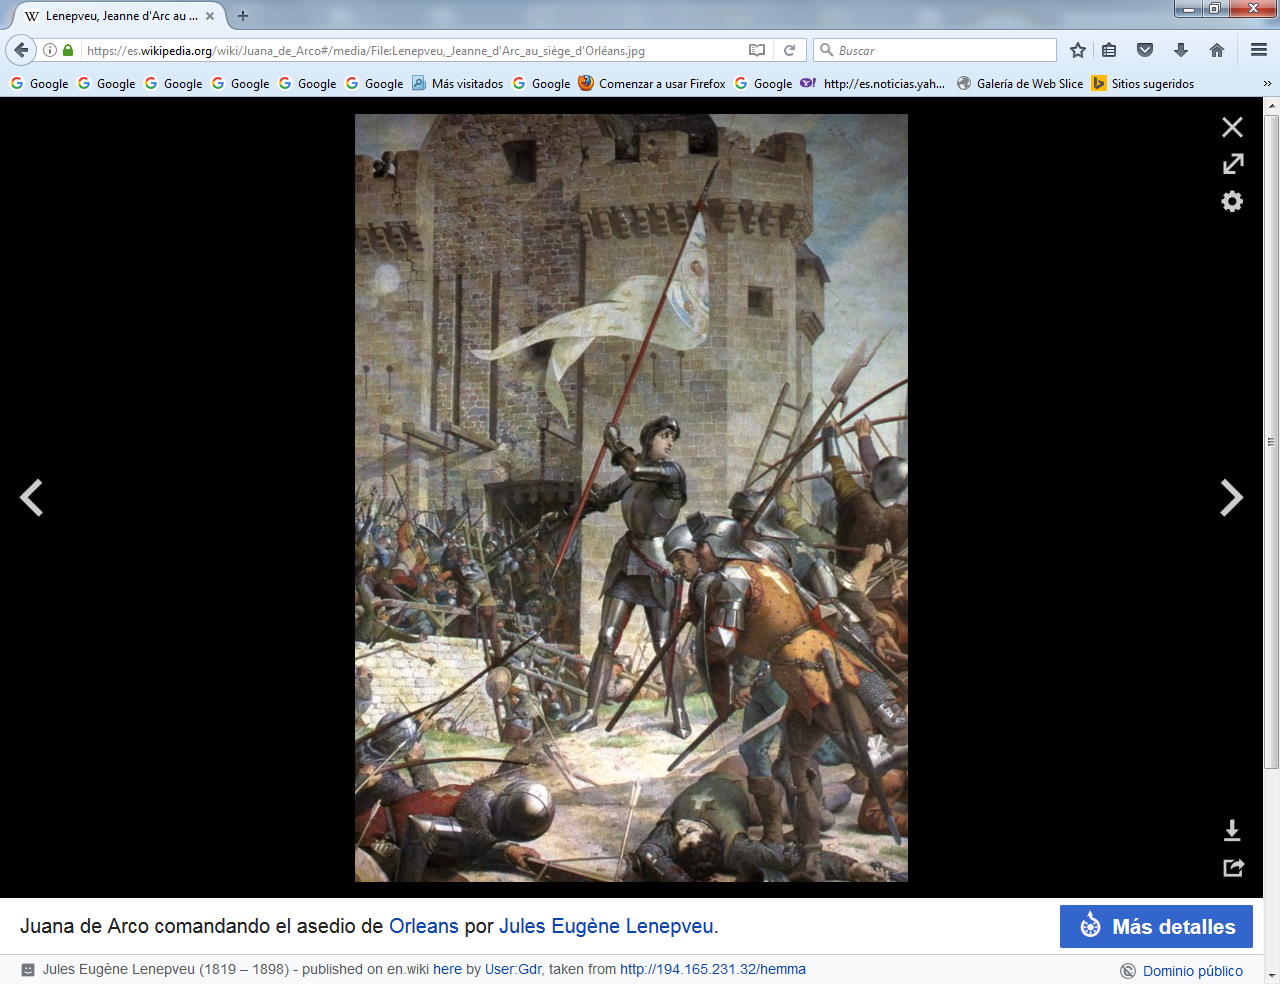 Lenepveu, Jeanne d'Arc au ...
https://es.wikipedia.org/wiki/Juana_de_Arco#/media/File:Lenepveu,_Jeanne_d'Arc_au_siège_d'Orléans.jpg
Buscar
Google Google Google Google Google Google Más visitados Google Comenzar a usar Firefox Google http://es.noticias.yah... Galería de Web Slice Sitios sugeridos
Juana de Arco comandando el asedio de Orleans por Jules Eugène Lenepveu.
Más detalles
Jules Eugène Lenepveu (1819 – 1898) - published on en.wiki here by User:Gdr, taken from http://194.165.231.32/hemma
Dominio público